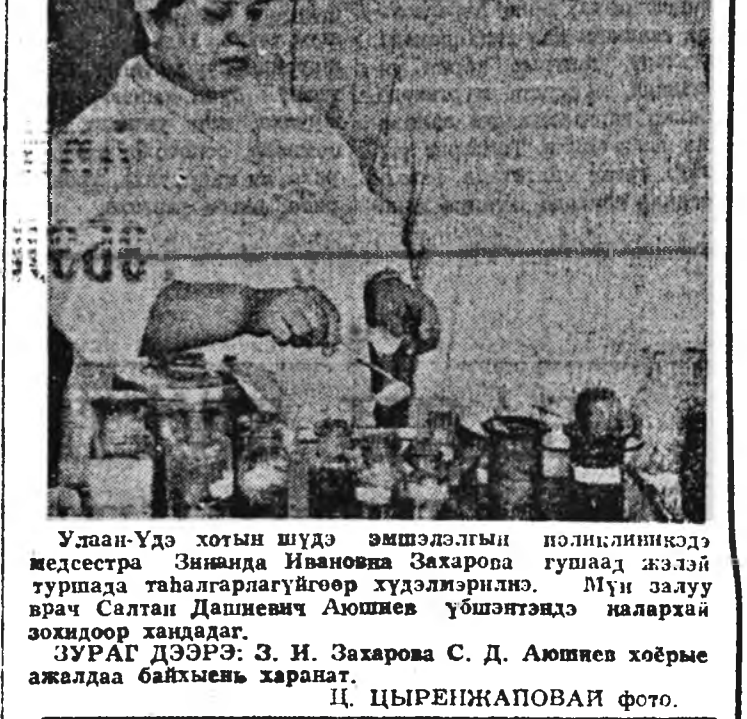 Улаан-Үдэ хотын шүдэ эмшэлэлгын поликлиникэдэ
медсестра Зинаида Ивановна Захарова гушаад жэлэй
туршада таһалгарлагүйгөөр хүдэлмэрилнэ. Мүн залуу
врач Салтан Дашиевич Аюшиев үбшэнтэндэ налархай
зохидоор хандадаг.
ЗУРАГ ДЭЭРЭ: З. И. Захарова С. Д. Аюшиев хоёрые
ажалдаа байхыень харанат.
Ц. ЦЫРЕНЖАПОВАЙ фото.